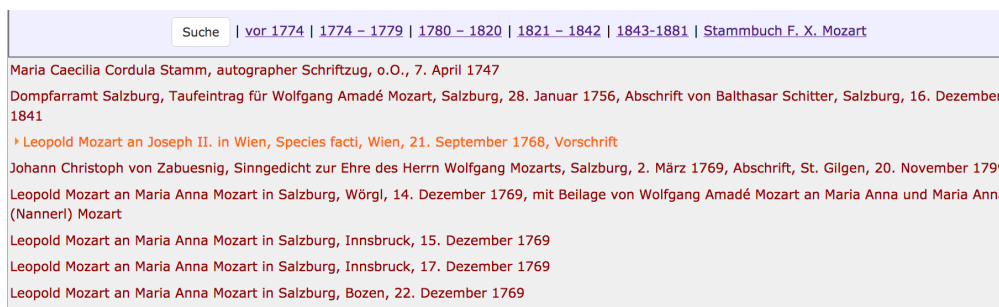 Suche | vor 1774 | 1774 – 1779 | 1780 – 1820 | 1821 – 1842 | 1843-1881 | Stammbuch F. X. Mozart
Maria Caecilia Cordula Stamm, autographer Schriftzug, o.O., 7. April 1747
Dompfarramt Salzburg, Taufeintrag für Wolfgang Amadé Mozart, Salzburg, 28. Januar 1756, Abschrift von Balthasar Schitter, Salzburg, 16. Dezember
1841
Leopold Mozart an Joseph II. in Wien, Species facti, Wien, 21. September 1768, Vorschrift
Johann Christoph von Zabuesnig, Sinngedicht zur Ehre des Herrn Wolfgang Mozarts, Salzburg, 2. März 1769, Abschrift, St. Gilgen, 20. November 1799
Leopold Mozart an Maria Anna Mozart in Salzburg, Wörgl, 14. Dezember 1769, mit Beilage von Wolfgang Amadé Mozart an Maria Anna und Maria Anna
(Nannerl) Mozart
Leopold Mozart an Maria Anna Mozart in Salzburg, Innsbruck, 15. Dezember 1769
Leopold Mozart an Maria Anna Mozart in Salzburg, Innsbruck, 17. Dezember 1769
Leopold Mozart an Maria Anna Mozart in Salzburg, Bozen, 22. Dezember 1769